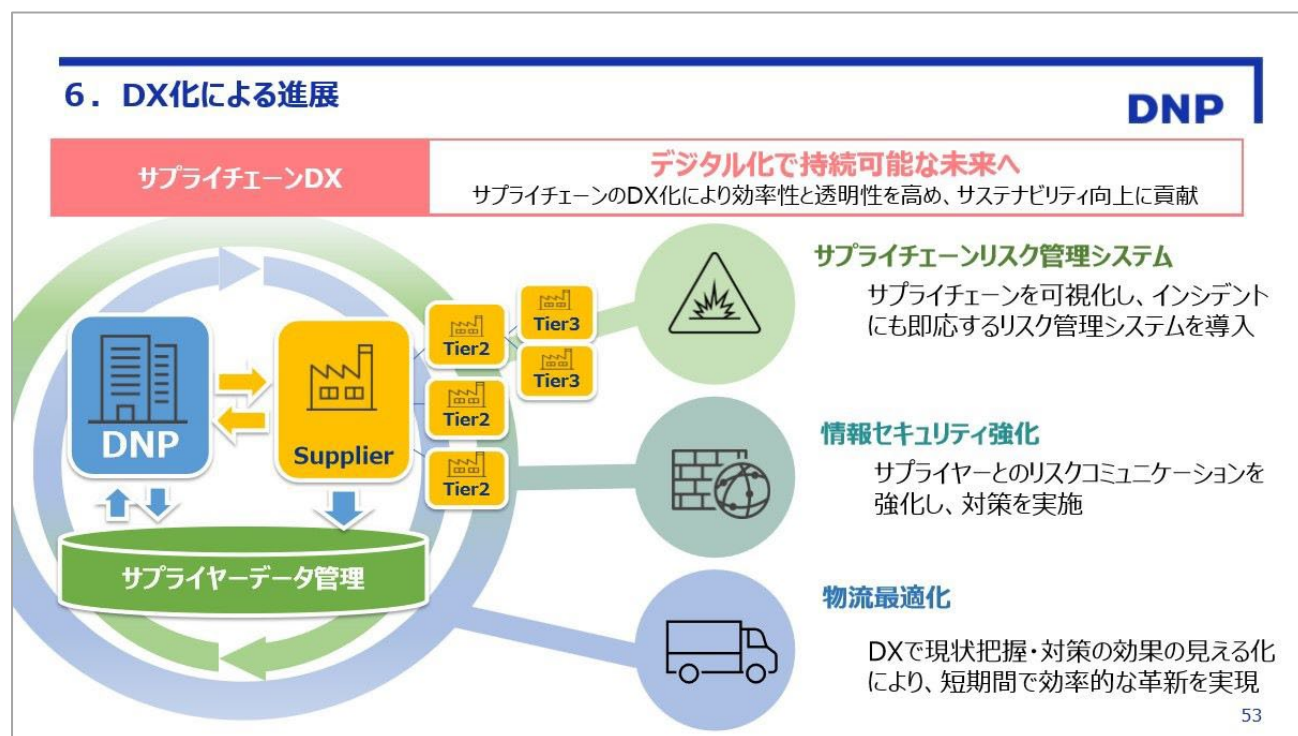 6. DX化による進展
DNP
サプライチェーンDX
デジタル化で持続可能な未来へ
サプライチェーンのDX化により効率性と透明性を高め、サステナビリティ向上に貢献
DNP
Supplier
Tier2
Tier2
Tier2
Tier3
Tier3
サプライヤーデータ管理
サプライチェーンリスク管理システム
サプライチェーンを可視化し、インシデント
にも即応するリスク管理システムを導入
情報セキュリティ強化
サプライヤーとのリスクコミュニケーションを
強化し、対策を実施
物流最適化
DXで現状把握・対策の効果の見える化
により、短期間で効率的な革新を実現
53